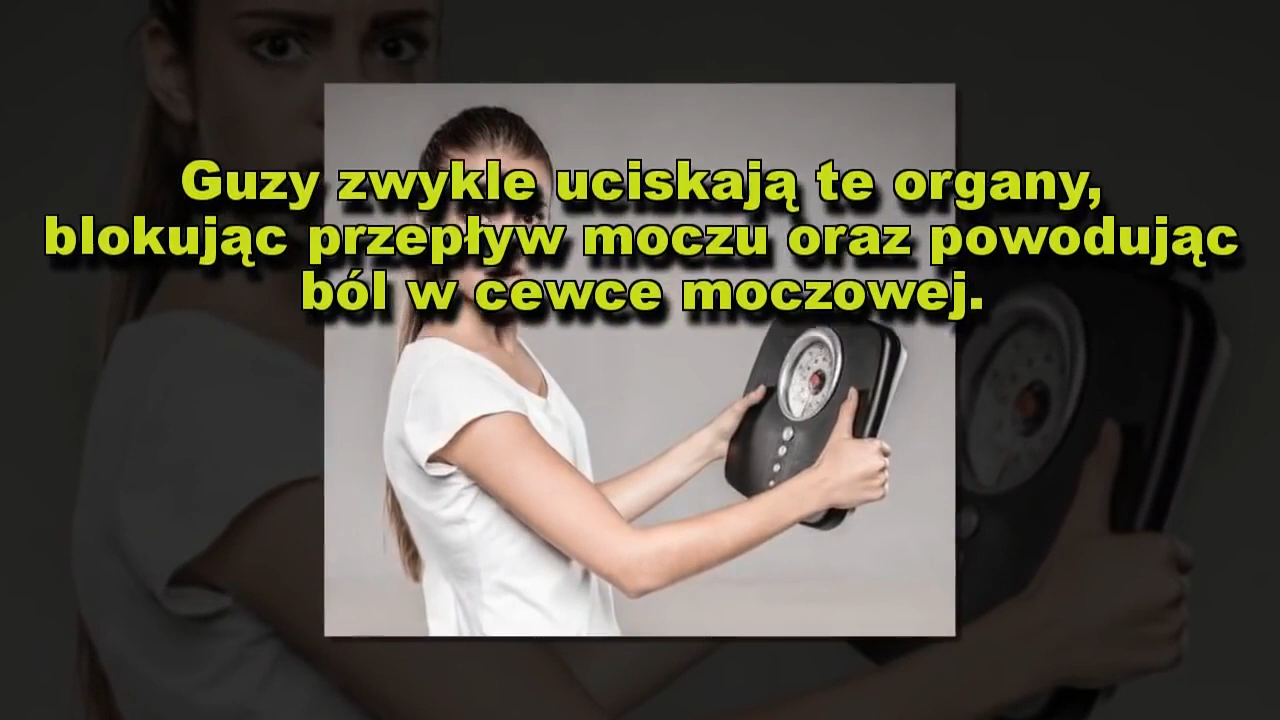 Guzy zwykle uciskają te organy,
blokując przepływ moczu oraz powodując
ból w cewce moczowej.